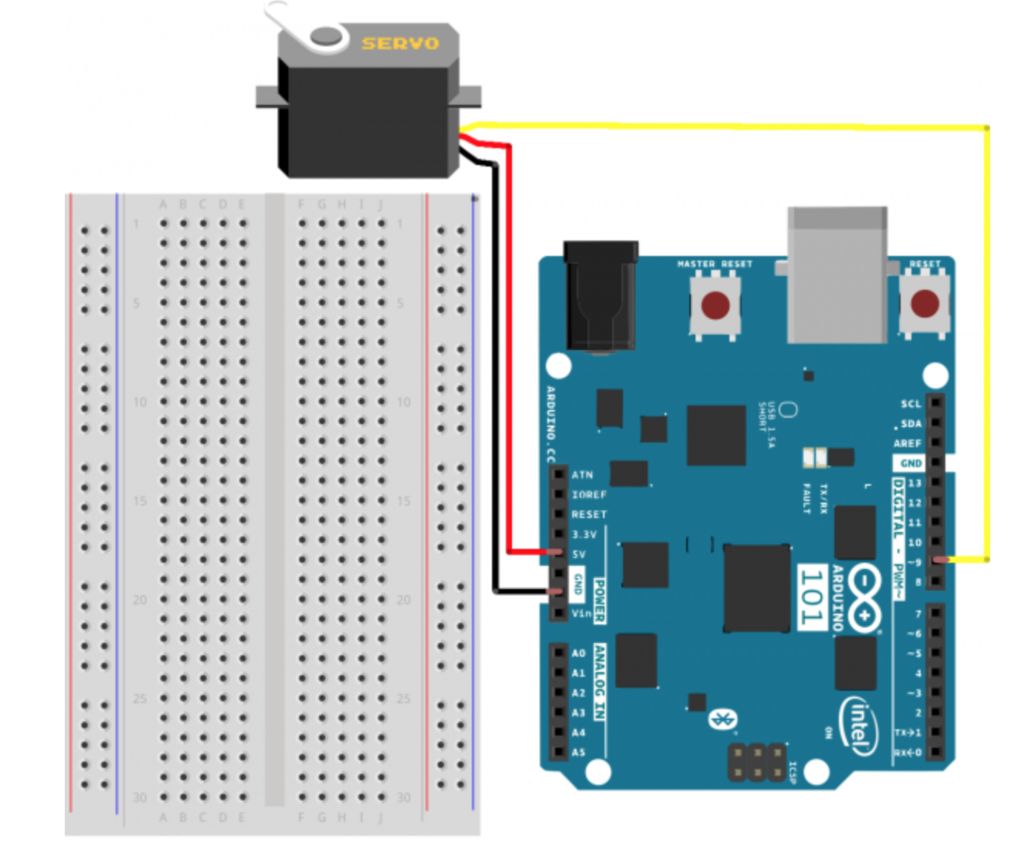 SERVO
A B C D E F G H I J
1 1
5 5
10 10
15 15
20 20
25 25
30 30
A B C D E F G H I J
MASTER RESET
RESET
ARDUINO.CC
USB 1.5A
SHORT
ATN
IOREF
RESET
3.3V
5V
GND
Vin
POWER
A0
A1
A2
A3
A4
A5
ANALOG IN
FAULT
TX/RX
L
101
ARDUINO
intel
ON
ICSP
SCL
SDA
AREF
GND
13
12
11
10
~9
8
DIGITAL - PWM~
7
~6
~5
4
~3
2
TX→1
RX←0